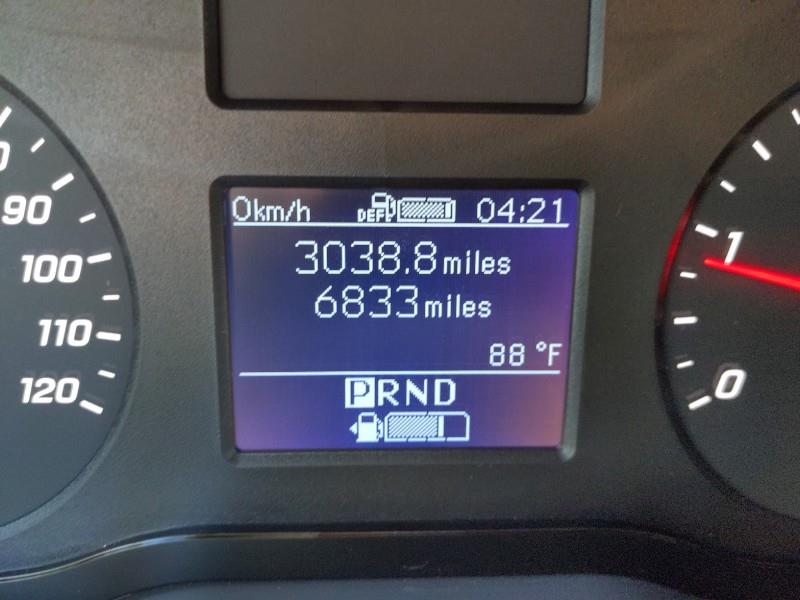 0km/h DEF 04:21
3038.8 miles
6833 miles
88 °F
PRND
90
100
110
120
1
0